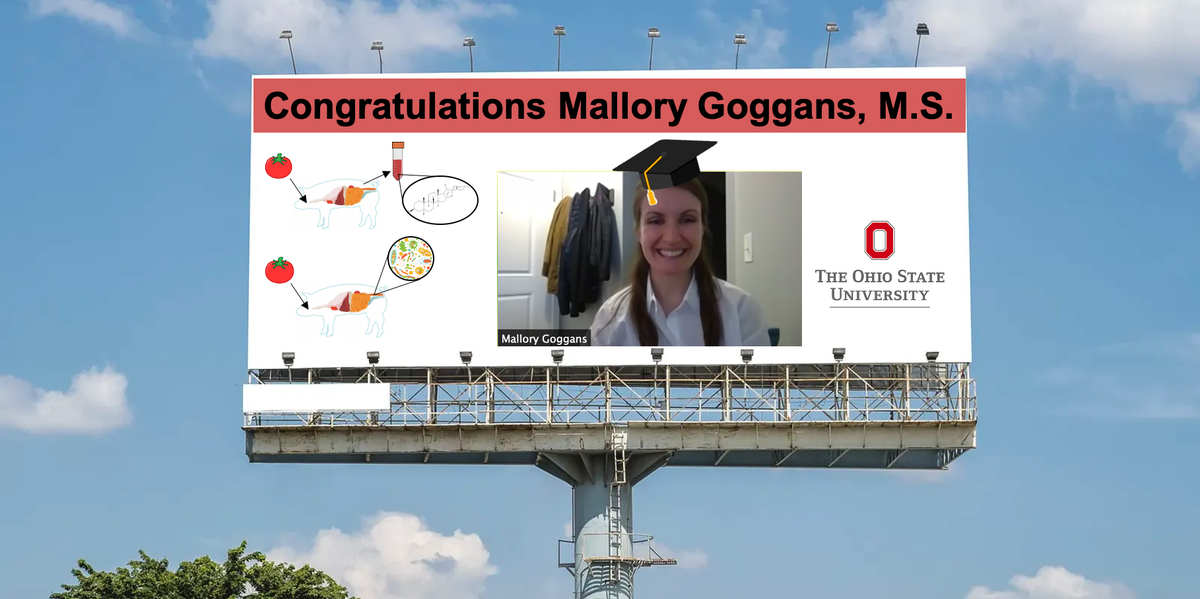 Congratulations Mallory Goggans, M.S.
Mallory Goggans
THE OHIO STATE
UNIVERSITY